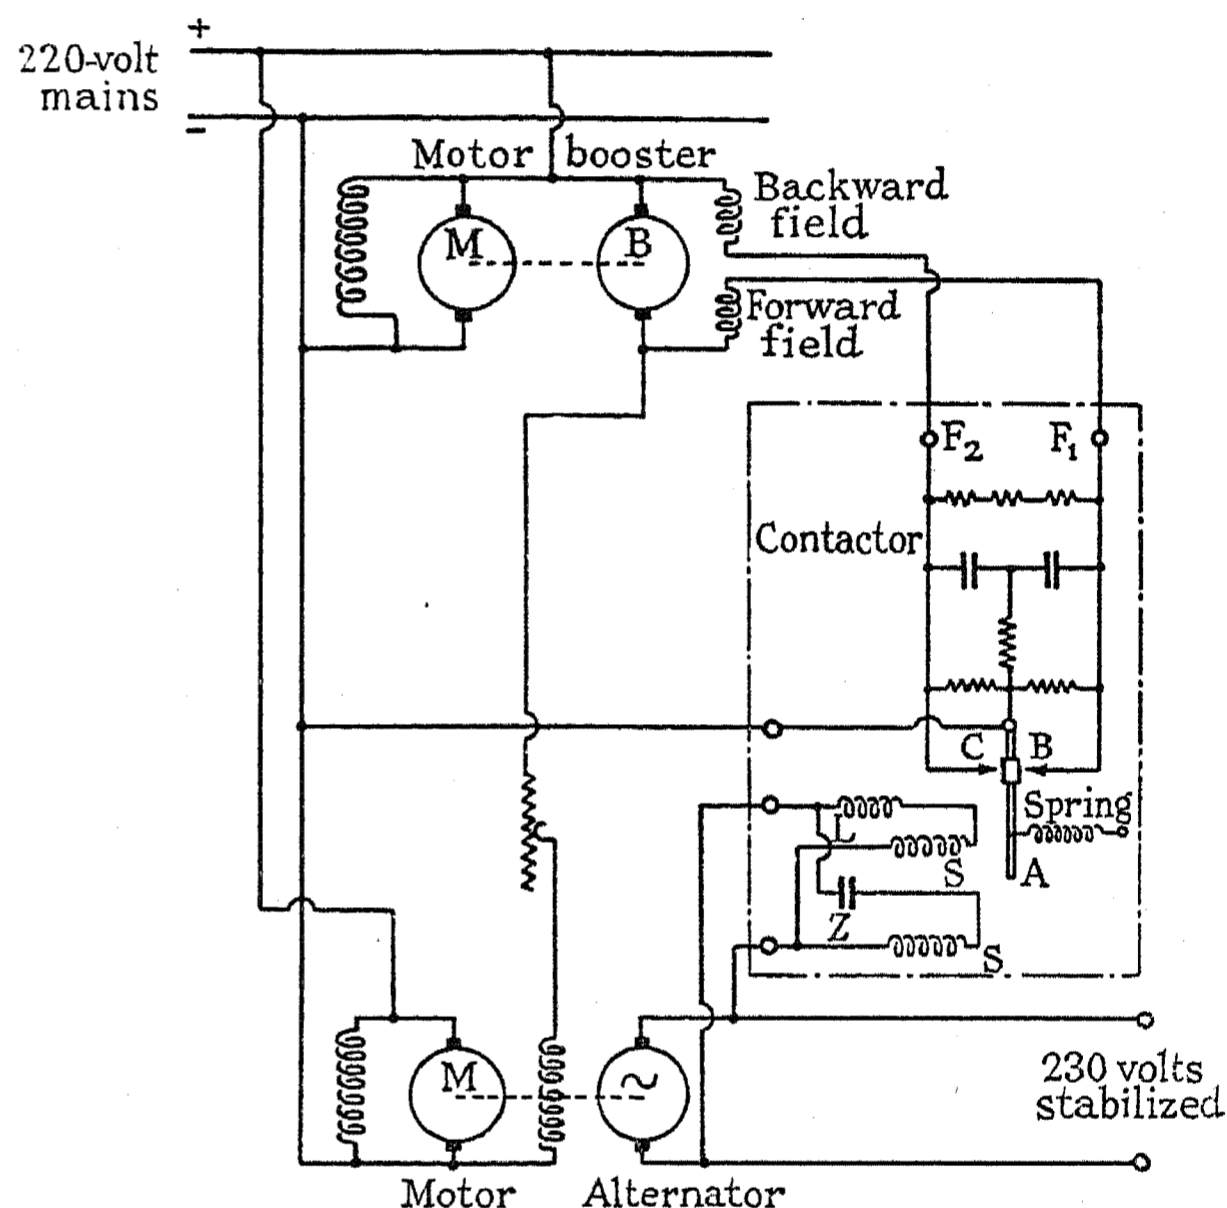 +
220-volt
mains
−
Motor booster
Backward
field
M
B
Forward
field
F₂
F₁
Contactor
C
B
Spring
L
S
A
Z
S
M
~
230 volts
stabilized
Motor
Alternator